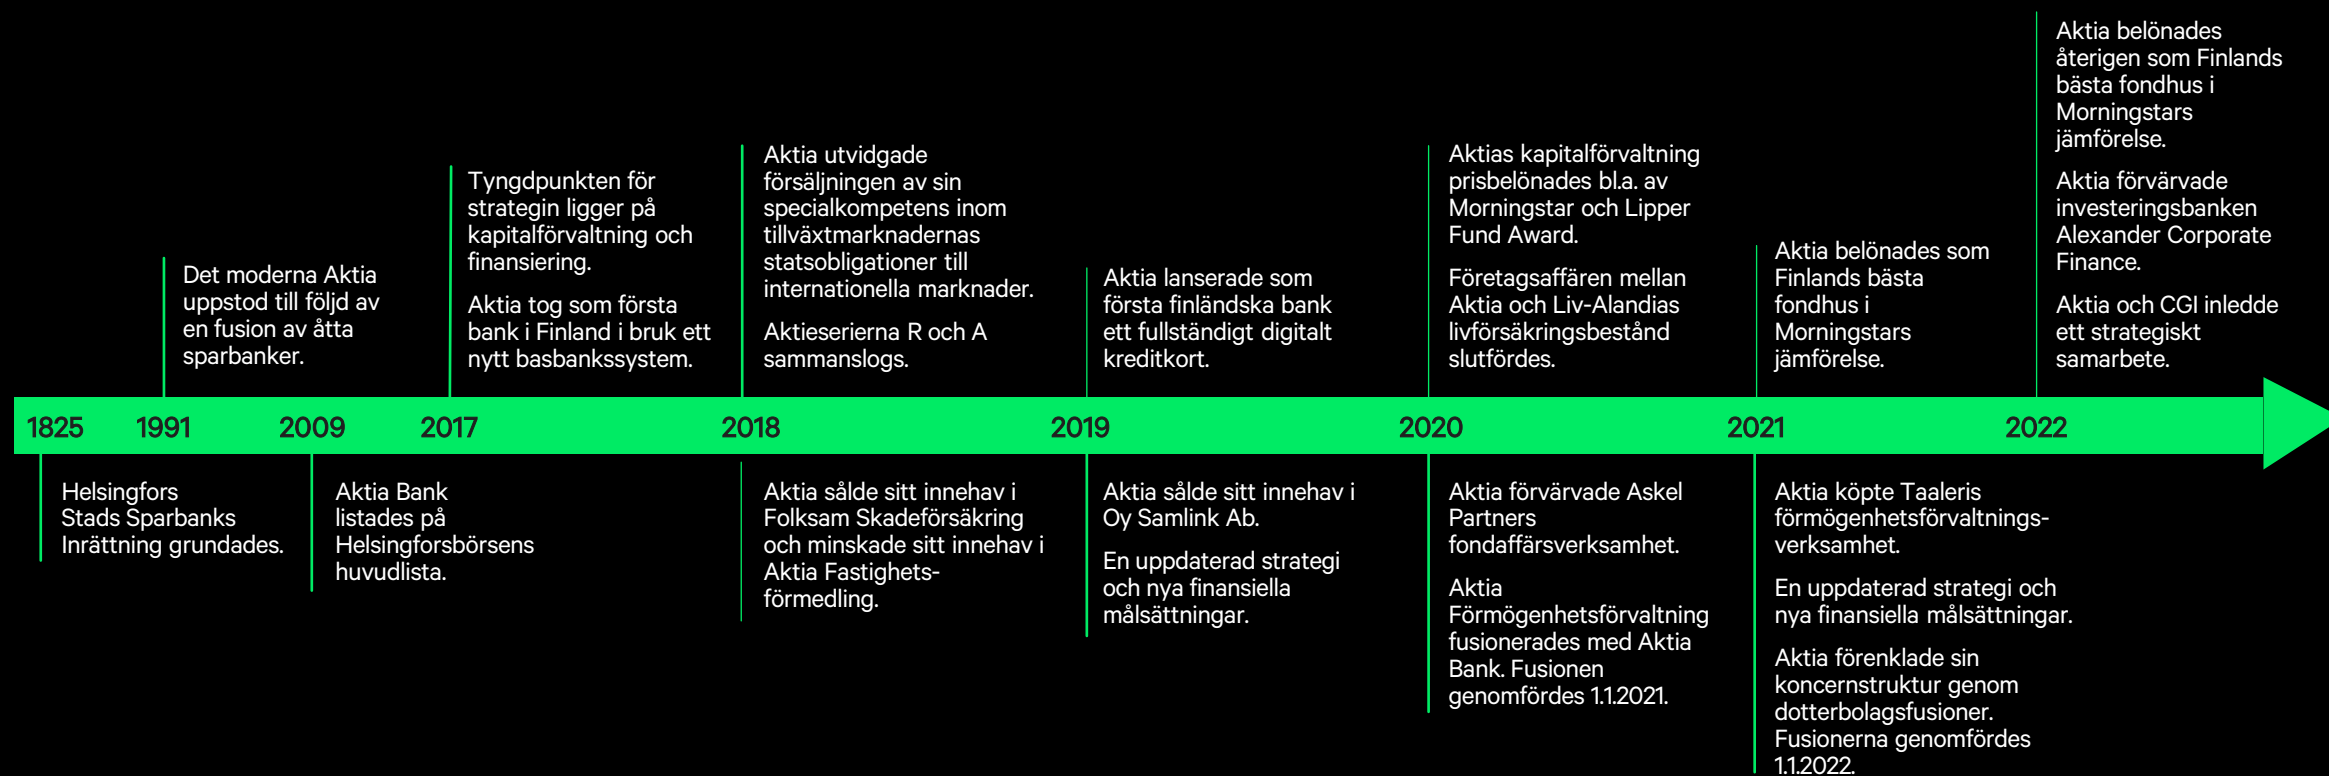 Aktia belönades
återigen som Finlands
bästa fondhus i
Morningstars
jämförelse.
Aktia förvärvade
investeringsbanken
Alexander Corporate
Finance.
Aktia och CGI inledde
ett strategiskt
samarbete.
Aktia utvidgade
försäljningen av sin
specialkompetens inom
tillväxtmarknadernas
statsobligationer till
internationella marknader.
Aktieserierna R och A
sammanslogs.
Aktias kapitalförvaltning
prisbelönades bl.a. av
Morningstar och Lipper
Fund Award.
Företagsaffären mellan
Aktia och Liv-Alandias
livförsäkringsbestånd
slutfördes.
Tyngdpunkten för
strategin ligger på
kapitalförvaltning och
finansiering.
Aktia tog som första
bank i Finland i bruk ett
nytt basbankssystem.
Det moderna Aktia
uppstod till följd av
en fusion av åtta
sparbanker.
Aktia lanserade som
första finländska bank
ett fullständigt digitalt
kreditkort.
Aktia belönades som
Finlands bästa
fondhus i
Morningstars
jämförelse.
1825 1991 2009 2017 2018 2019 2020 2021 2022
Helsingfors
Stads Sparbanks
Inrättning grundades.
Aktia Bank
listades på
Helsingforsbörsens
huvudlista.
Aktia sålde sitt innehav i
Folksam Skadeförsäkring
och minskade sitt innehav i
Aktia Fastighets-
förmedling.
Aktia sålde sitt innehav i
Oy Samlink Ab.
En uppdaterad strategi
och nya finansiella
målsättningar.
Aktia förvärvade Askel
Partners
fondaffärsverksamhet.
Aktia
Förmögenhetsförvaltning
fusionerades med Aktia
Bank. Fusionen
genomfördes 1.1.2021.
Aktia köpte Taaleris
förmögenhetsförvaltnings-
verksamhet.
En uppdaterad strategi och
nya finansiella målsättningar.
Aktia förenklade sin
koncernstruktur genom
dotterbolagsfusioner.
Fusionerna genomfördes
1.1.2022.